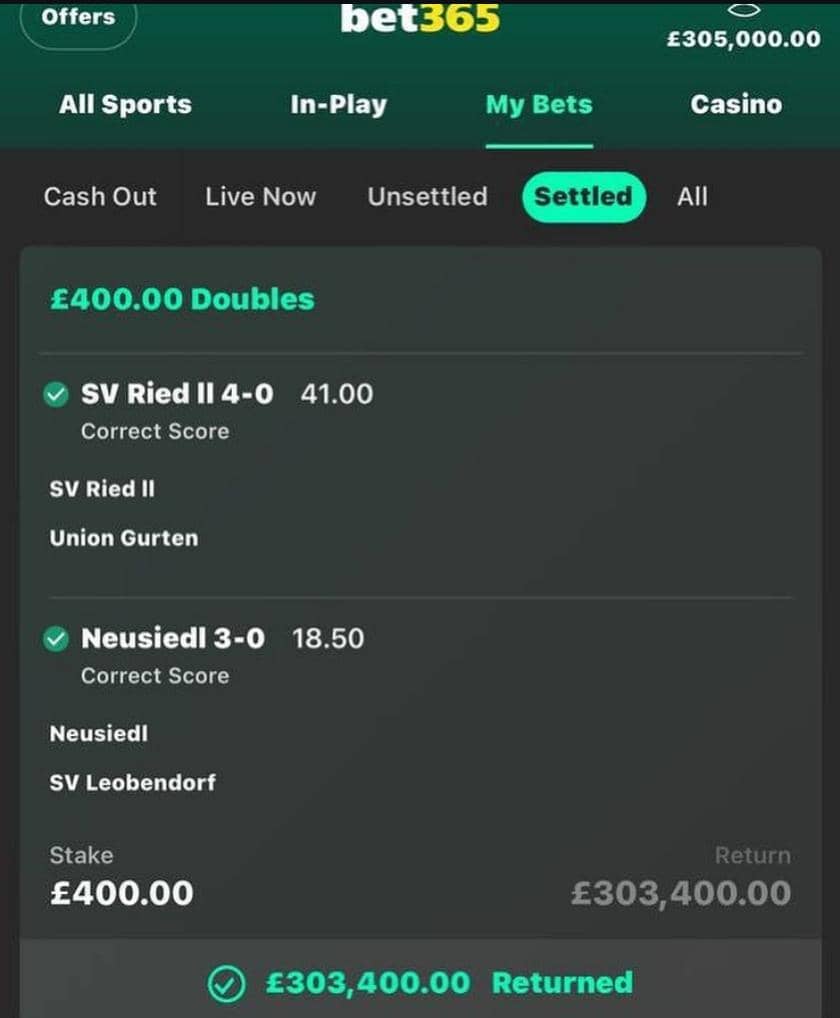 Offers
bet365
£305,000.00
All Sports In-Play My Bets Casino
Cash Out Live Now Unsettled Settled All
£400.00 Doubles
SV Ried II 4-0 41.00
Correct Score
SV Ried II
Union Gurten
Neusiedl 3-0 18.50
Correct Score
Neusiedl
SV Leobendorf
Stake Return
£400.00 £303,400.00
£303,400.00 Returned